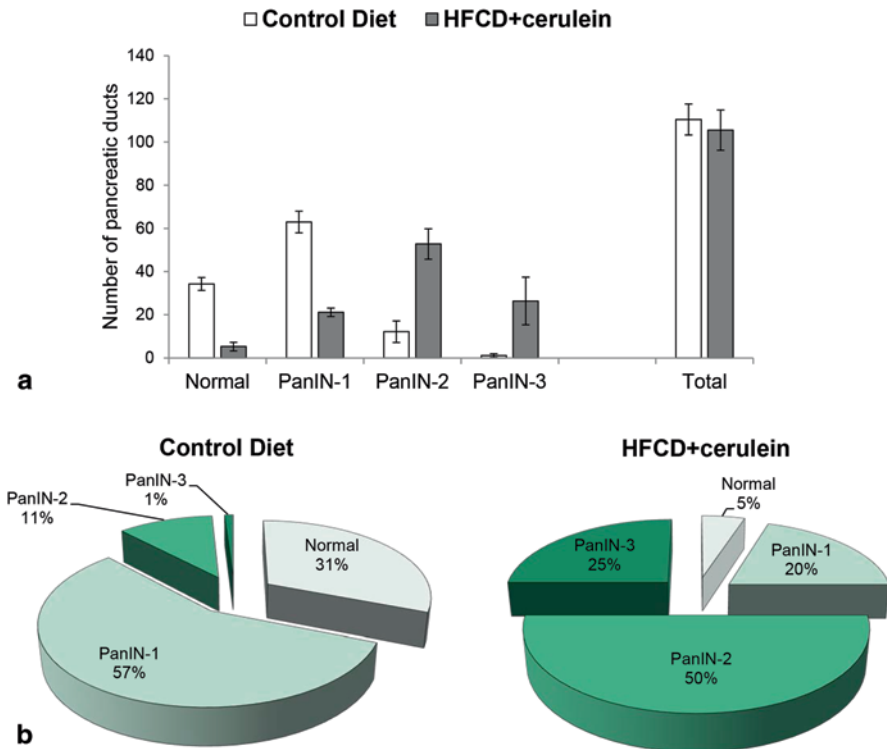 Control Diet HFCD+cerulein
Number of pancreatic ducts
140
120
100
80
60
40
20
0
Normal PanIN-1 PanIN-2 PanIN-3 Total
a
Control Diet
PanIN-3
1%
PanIN-2
11%
Normal
31%
PanIN-1
57%
HFCD+cerulein
Normal
5%
PanIN-3
25%
PanIN-1
20%
PanIN-2
50%
b